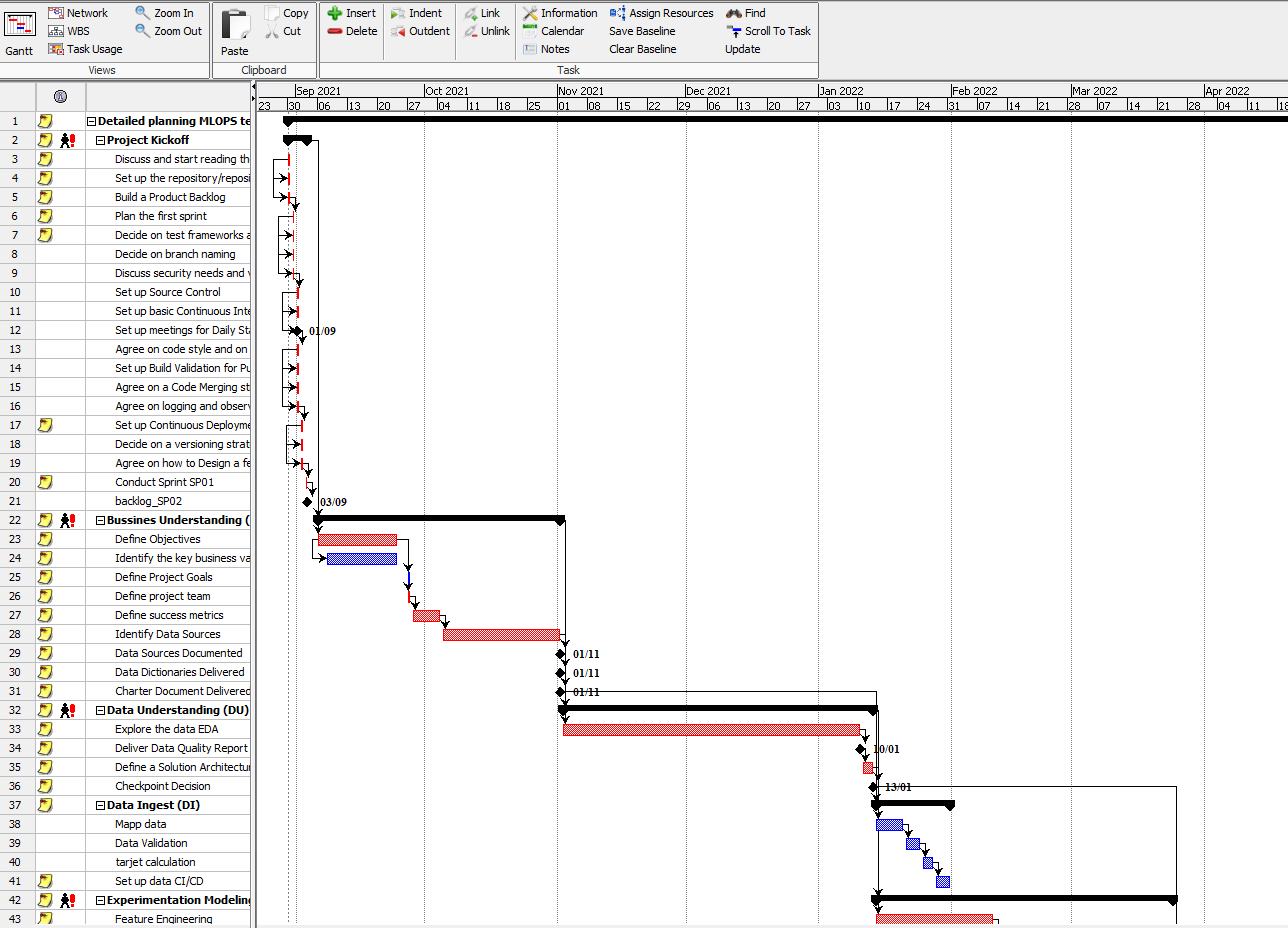 Gantt
Network
WBS
Task Usage
Zoom In
Zoom Out
Views
Paste
Copy
Cut
Clipboard
Insert
Delete
Indent
Outdent
Link
Unlink
Information
Calendar
Notes
Assign Resources
Save Baseline
Clear Baseline
Find
Scroll To Task
Update
Task
Sep 2021 Oct 2021 Nov 2021 Dec 2021 Jan 2022 Feb 2022 Mar 2022 Apr 2022
23 30 06 13 20 27 04 11 18 25 01 08 15 22 29 06 13 20 27 03 10 17 24 31 07 14 21 28 07 14 21 28 04 11 18
1 Detailed planning MLOPS te
2 Project Kickoff
3 Discuss and start reading th
4 Set up the repository/reposi
5 Build a Product Backlog
6 Plan the first sprint
7 Decide on test frameworks a
8 Decide on branch naming
9 Discuss security needs and v
10 Set up Source Control
11 Set up basic Continuous Inte
12 Set up meetings for Daily Sta 01/09
13 Agree on code style and on
14 Set up Build Validation for Pu
15 Agree on a Code Merging st
16 Agree on logging and observ
17 Set up Continuous Deployme
18 Decide on a versioning strat
19 Agree on how to Design a fe
20 Conduct Sprint SP01
21 backlog_SP02 03/09
22 Bussines Understanding (
23 Define Objectives
24 Identify the key business va
25 Define Project Goals
26 Define project team
27 Define success metrics
28 Identify Data Sources
29 Data Sources Documented 01/11
30 Data Dictionaries Delivered 01/11
31 Charter Document Delivered 01/11
32 Data Understanding (DU)
33 Explore the data EDA
34 Deliver Data Quality Report 10/01
35 Define a Solution Architectur
36 Checkpoint Decision 13/01
37 Data Ingest (DI)
38 Mapp data
39 Data Validation
40 tarjet calculation
41 Set up data CI/CD
42 Experimentation Modeling
43 Feature Engineering